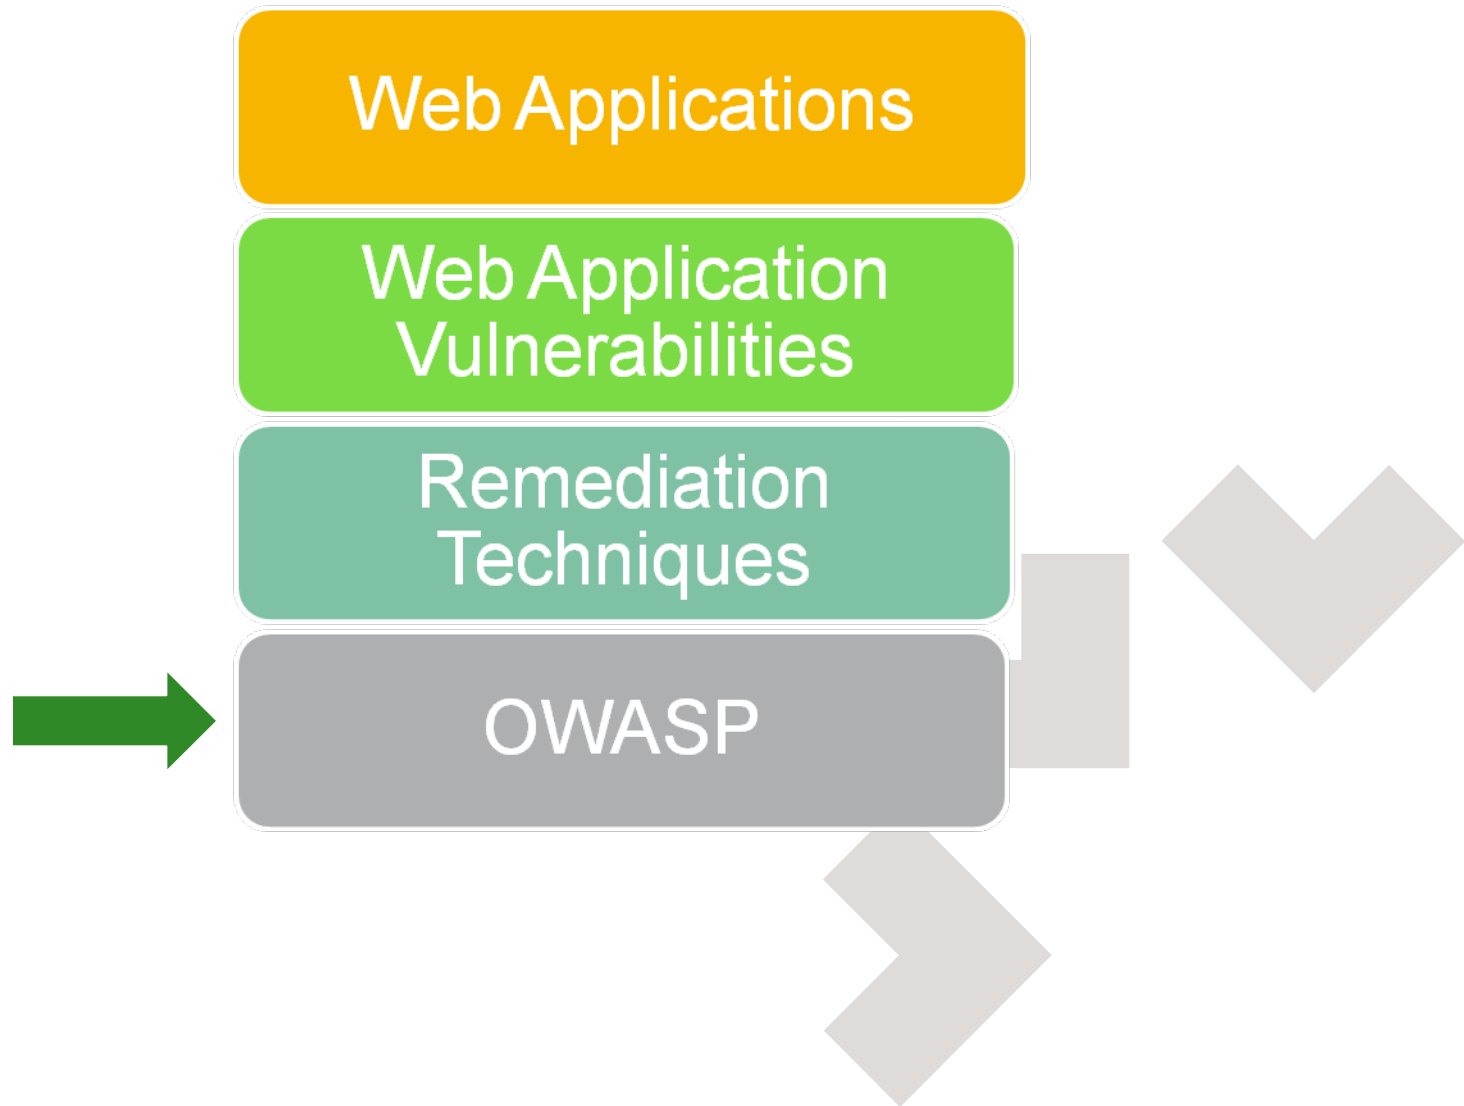 Web Applications
Web Application
Vulnerabilities
Remediation
Techniques
OWASP